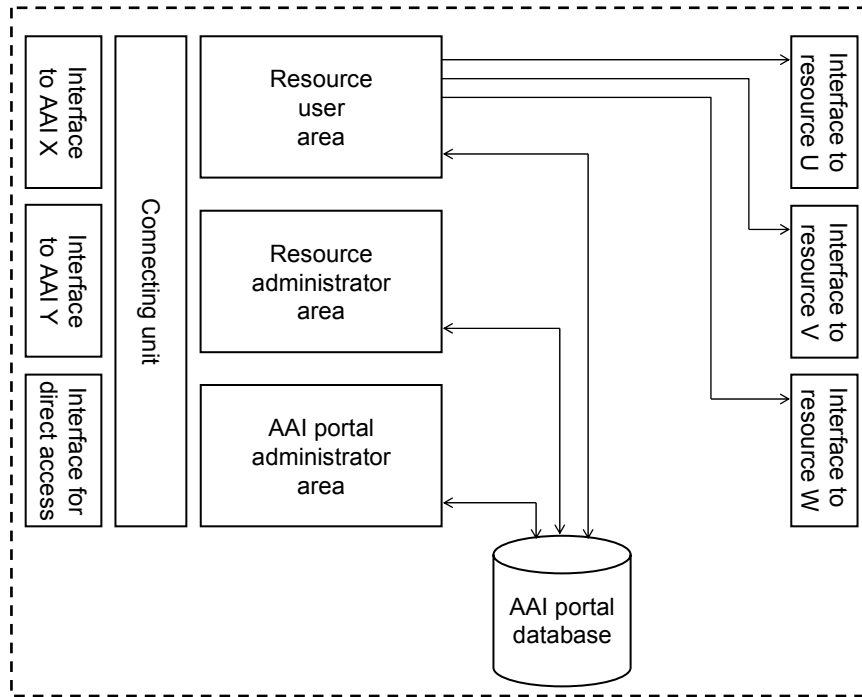 Interface
to AAI X
Interface
to AAI Y
Interface for
direct access
Connecting unit
Resource
user
area
Resource
administrator
area
AAI portal
administrator
area
AAI portal
database
Interface to
resource U
Interface to
resource V
Interface to
resource W